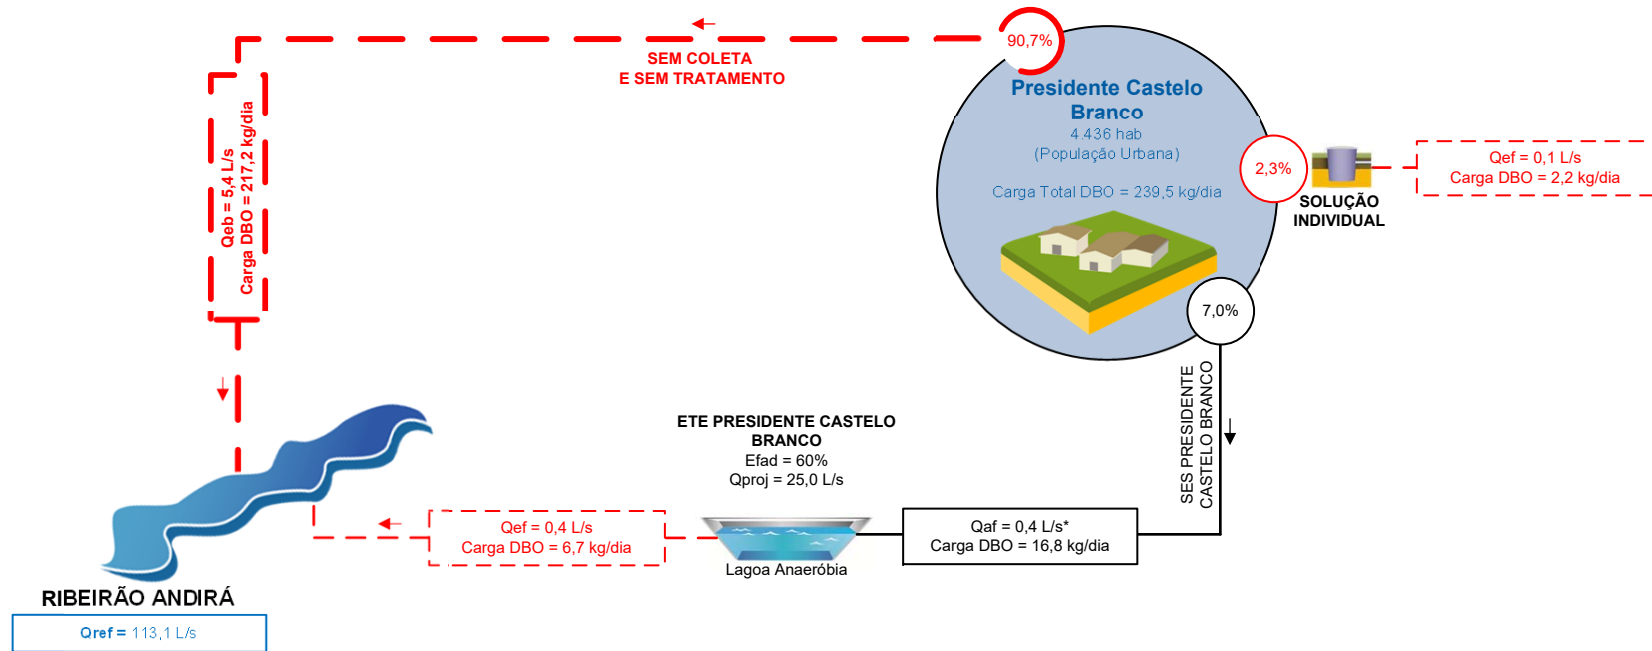 90,7%
SEM COLETA
E SEM TRATAMENTO
Presidente Castelo
Branco
4.436 hab
(População Urbana)
Carga Total DBO = 239,5 kg/dia
2,3%
SOLUÇÃO
INDIVIDUAL
Qef = 0,1 L/s
Carga DBO = 2,2 kg/dia
7,0%
Qeb = 5,4 L/s
Carga DBO = 217,2 kg/dia
SES PRESIDENTE
CASTELO BRANCO
ETE PRESIDENTE CASTELO
BRANCO
Efad = 60%
Qproj = 25,0 L/s
Qef = 0,4 L/s
Carga DBO = 6,7 kg/dia
Lagoa Anaeróbia
Qaf = 0,4 L/s*
Carga DBO = 16,8 kg/dia
RIBEIRÃO ANDIRÁ
Qref = 113,1 L/s